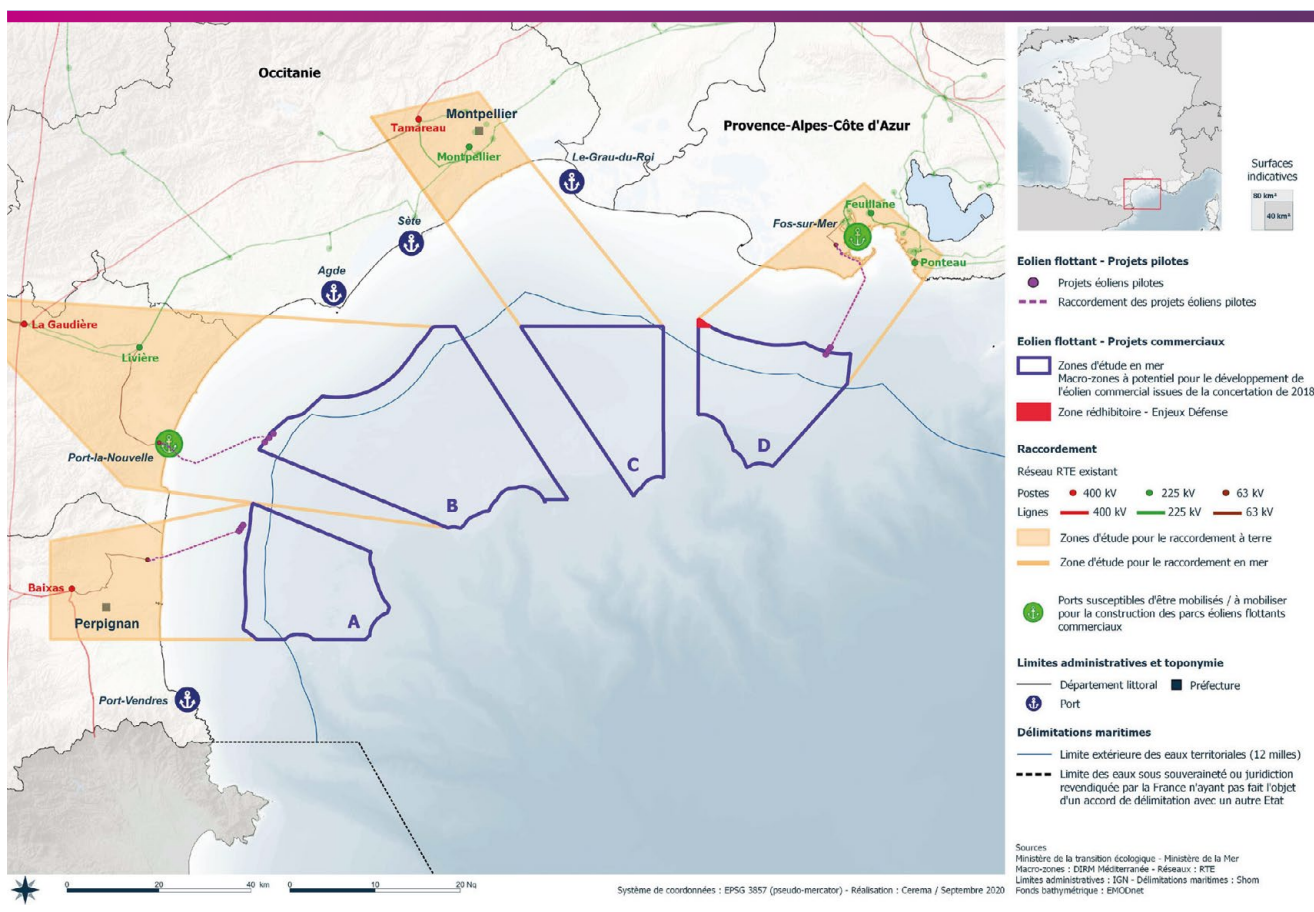 Occitanie
Montpellier
Tamareau
Montpellier
Provence-Alpes-Côte d'Azur
Le-Grau-du-Roi
Feuillane
Fos-sur-Mer
Ponteau
Sète
Agde
La Gaudière
Livière
Port-la-Nouvelle
B
C
D
A
Baixas
Perpignan
Port-Vendres
0 20 40 km
0 10 20 Nq
Système de coordonnées : EPSG 3857 (pseudo-mercator) - Réalisation : Cerema / Septembre 2020
Surfaces
indicatives
80 km²
40 km²
Eolien flottant - Projets pilotes
Projets éoliens pilotes
Raccordement des projets éoliens pilotes
Eolien flottant - Projets commerciaux
Zones d'étude en mer
Macro-zones à potentiel pour le développement de
l'éolien commercial issues de la concertation de 2018
Zone rédhibitoire - Enjeux Défense
Raccordement
Réseau RTE existant
Postes 400 kV 225 kV 63 kV
Lignes 400 kV 225 kV 63 kV
Zones d'étude pour le raccordement à terre
Zone d'étude pour le raccordement en mer
Ports susceptibles d'être mobilisés / à mobiliser
pour la construction des parcs éoliens flottants
commerciaux
Limites administratives et toponymie
Département littoral Préfecture
Port
Délimitations maritimes
Limite extérieure des eaux territoriales (12 milles)
Limite des eaux sous souveraineté ou juridiction
revendiquée par la France n'ayant pas fait l'objet
d'un accord de délimitation avec un autre Etat
Sources
Ministère de la transition écologique - Ministère de la Mer
Macro-zones : DIRM Méditerranée - Réseaux : RTE
Limites administratives : IGN - Délimitations maritimes : Shom
Fonds bathymétrique : EMODnet